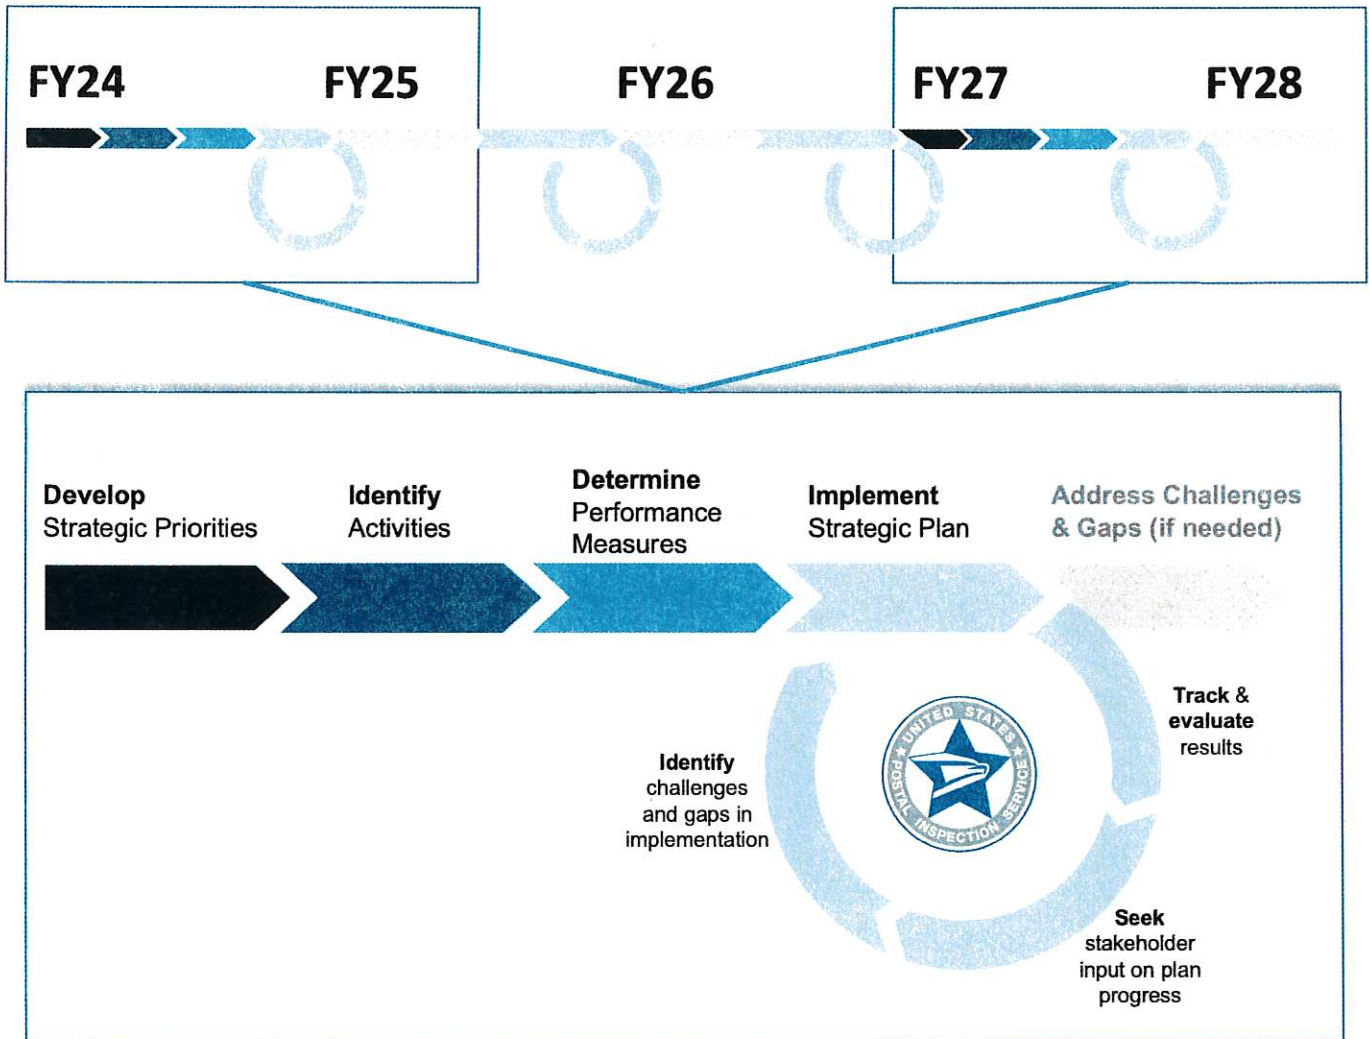 FY24
FY25
FY26
FY27
FY28
Develop
Strategic Priorities
Identify
Activities
Determine
Performance
Measures
Implement
Strategic Plan
Address Challenges
& Gaps (if needed)
Track &
evaluate
results
Seek
stakeholder
input on plan
progress
Identify
challenges
and gaps in
implementation
UNITED STATES
POSTAL INSPECTION SERVICE